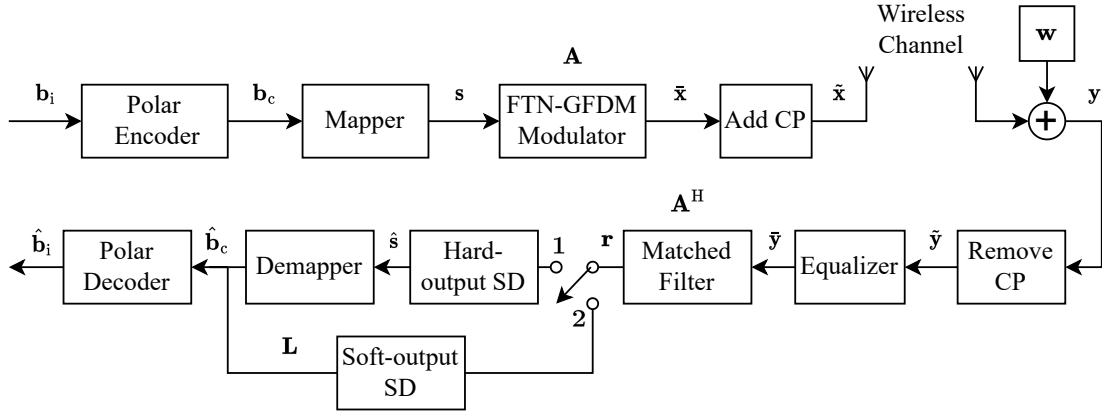 Wireless
Channel
w
A
b_i
Polar
Encoder
b_c
Mapper
s
FTN-GFDM
Modulator
x̄
Add CP
x̃
+
y
A^H
b̂_i
Polar
Decoder
b̂_c
Demapper
ŝ
Hard-
output SD
1
2
r
Matched
Filter
ȳ
Equalizer
ỹ
Remove
CP
L
Soft-output
SD